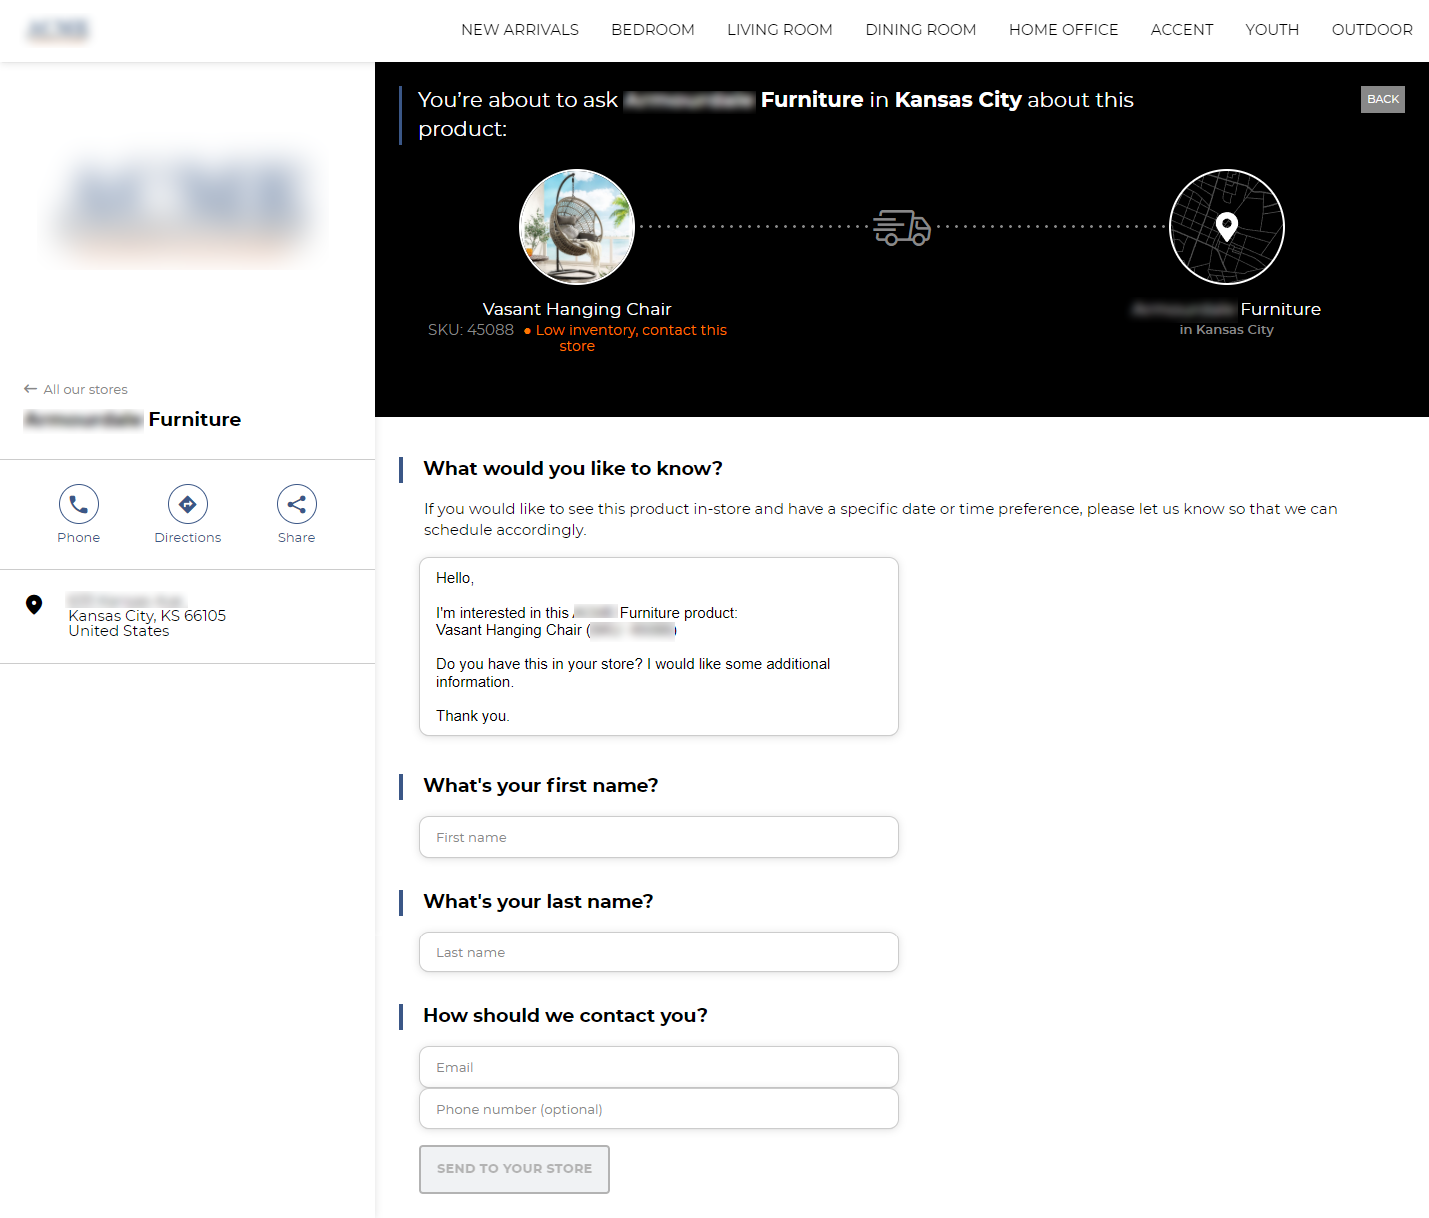 NEW ARRIVALS BEDROOM LIVING ROOM DINING ROOM HOME OFFICE ACCENT YOUTH OUTDOOR
You’re about to ask Furniture in Kansas City about this
product:
BACK
Vasant Hanging Chair
SKU: 45088 ● Low inventory, contact this
store
Furniture
in Kansas City
← All our stores
Furniture
Phone Directions Share
Kansas City, KS 66105
United States
What would you like to know?
If you would like to see this product in-store and have a specific date or time preference, please let us know so that we can
schedule accordingly.
Hello,
I'm interested in this Furniture product:
Vasant Hanging Chair ( )
Do you have this in your store? I would like some additional
information.
Thank you.
What's your first name?
First name
What's your last name?
Last name
How should we contact you?
Email
Phone number (optional)
SEND TO YOUR STORE